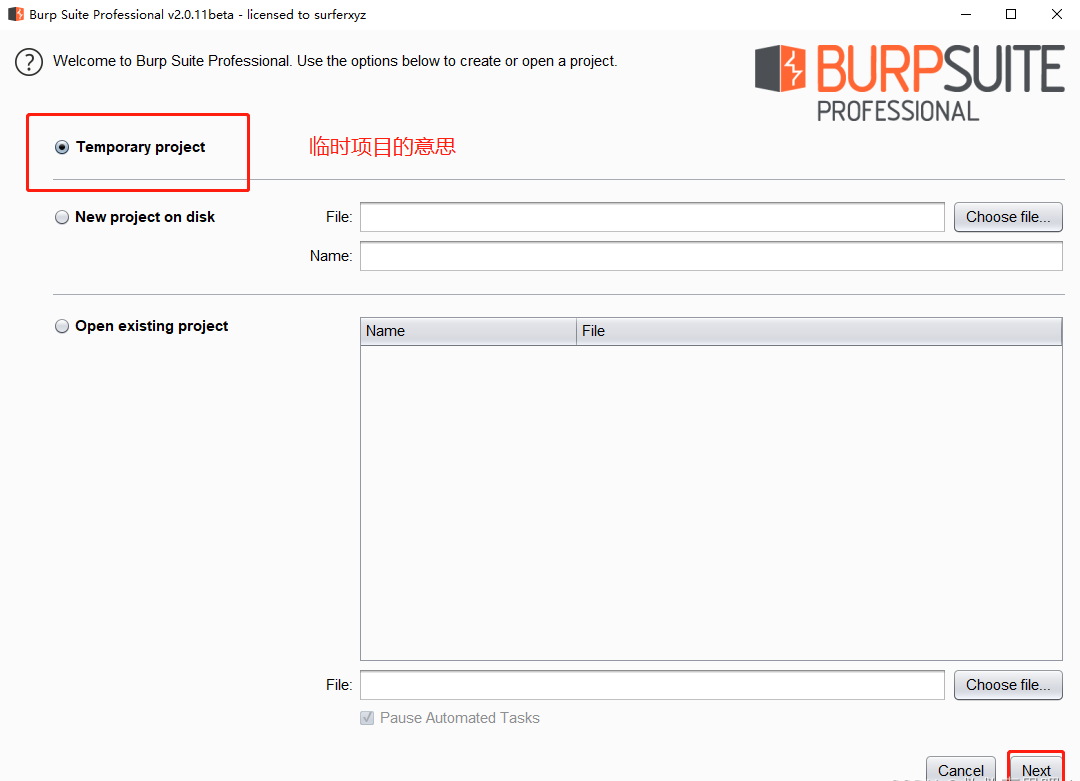 Burp Suite Professional v2.0.11beta - licensed to surferxyz
? Welcome to Burp Suite Professional. Use the options below to create or open a project.
BURPSUITE
PROFESSIONAL
Temporary project 临时项目的意思
New project on disk File: Choose file...
Name:
Open existing project Name File
File: Choose file...
Pause Automated Tasks
Cancel Next